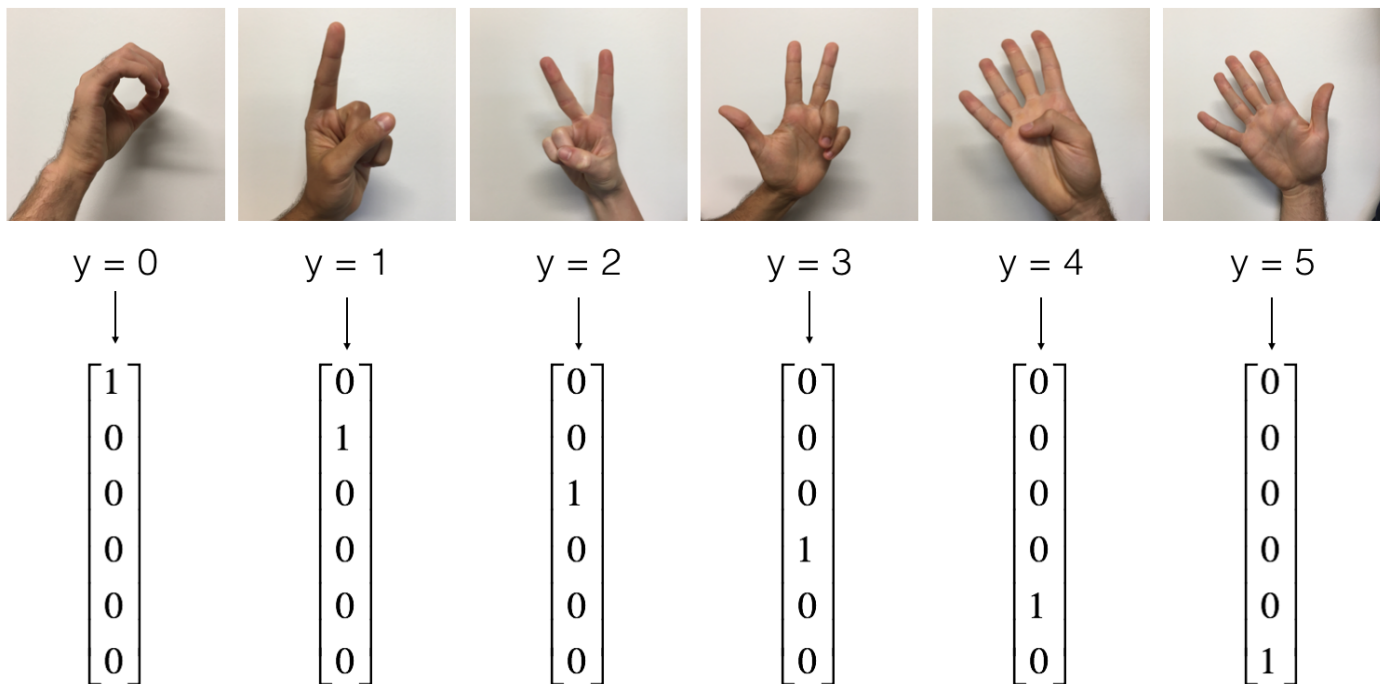 y = 0 y = 1 y = 2 y = 3 y = 4 y = 5
1 0 0 0 0 0
0 1 0 0 0 0
0 0 1 0 0 0
0 0 0 1 0 0
0 0 0 0 1 0
0 0 0 0 0 1